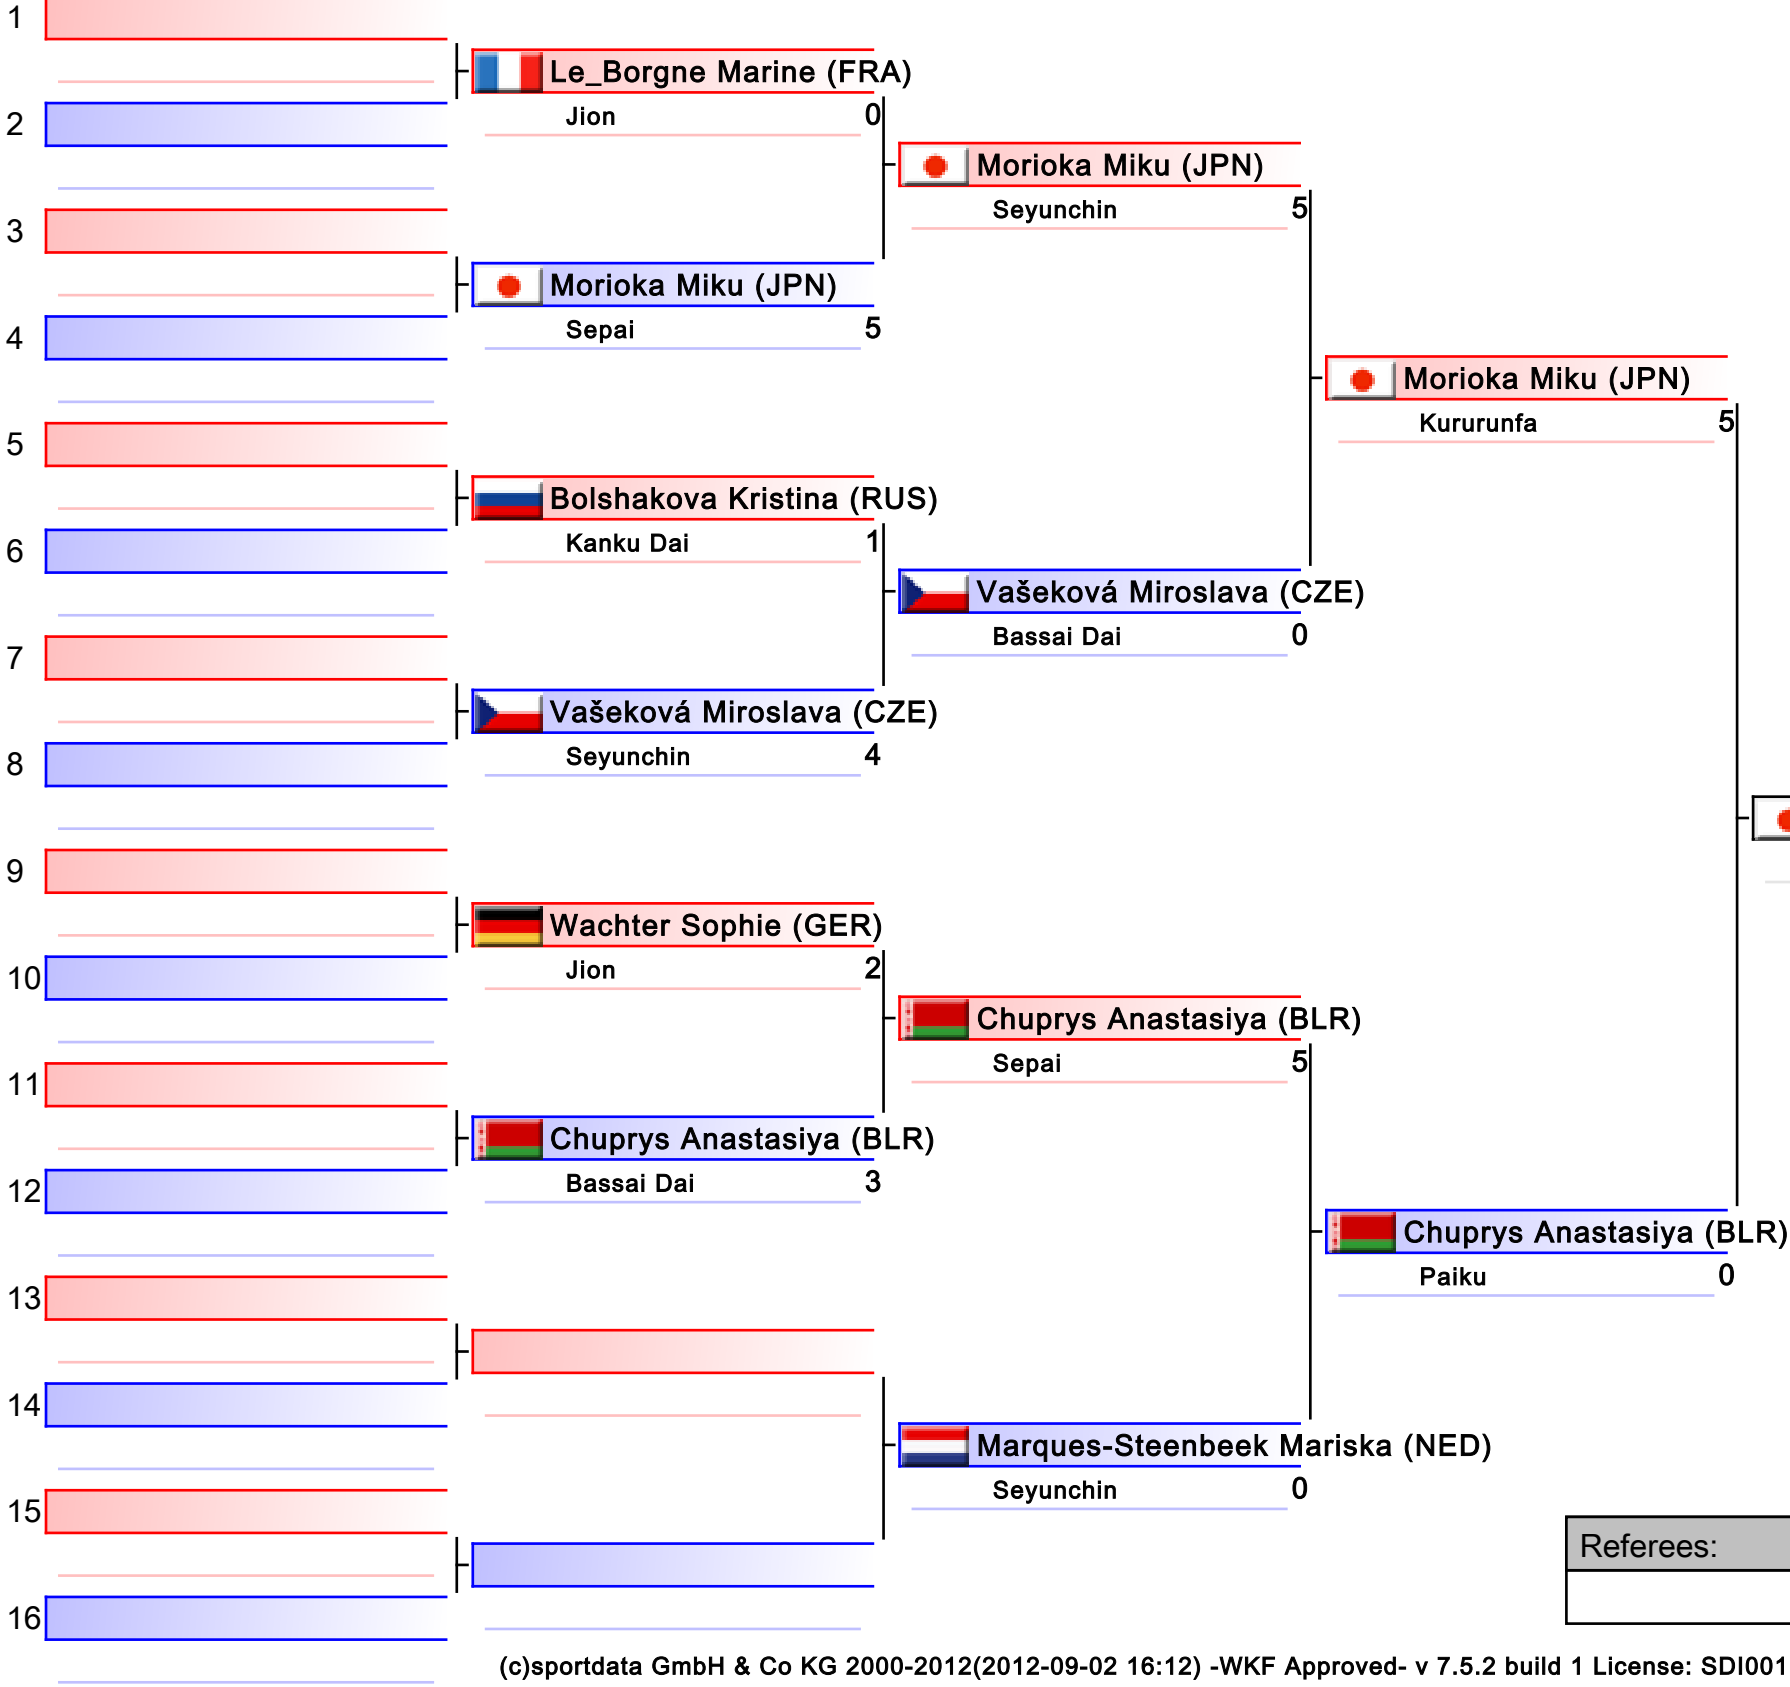 1
Le_Borgne Marine (FRA)
Jion 0
2
Morioka Miku (JPN)
Seyunchin 5
3
Morioka Miku (JPN)
Sepai 5
4
Morioka Miku (JPN)
Kururunfa 5
5
Bolshakova Kristina (RUS)
Kanku Dai 1
6
Vašeková Miroslava (CZE)
Bassai Dai 0
7
Vašeková Miroslava (CZE)
Seyunchin 4
8
9
Wachter Sophie (GER)
Jion 2
10
Chuprys Anastasiya (BLR)
Sepai 5
11
Chuprys Anastasiya (BLR)
Bassai Dai 3
12
Chuprys Anastasiya (BLR)
Paiku 0
13
14
Marques-Steenbeek Mariska (NED)
Seyunchin 0
15
Referees:
16
(c)sportdata GmbH & Co KG 2000-2012(2012-09-02 16:12) -WKF Approved- v 7.5.2 build 1 License: SDI001